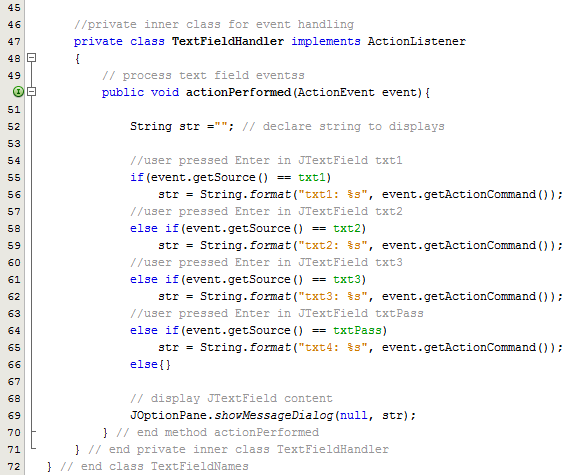 45
46 //private inner class for event handling
47 private class TextFieldHandler implements ActionListener
48 {
49 // process text field eventss
public void actionPerformed(ActionEvent event){
51
52 String str =""; // declare string to displays
53
54 //user pressed Enter in JTextField txt1
55 if(event.getSource() == txt1)
56 str = String.format("txt1: %s", event.getActionCommand());
57 //user pressed Enter in JTextField txt2
58 else if(event.getSource() == txt2)
59 str = String.format("txt2: %s", event.getActionCommand());
60 //user pressed Enter in JTextField txt3
61 else if(event.getSource() == txt3)
62 str = String.format("txt3: %s", event.getActionCommand());
63 //user pressed Enter in JTextField txtPass
64 else if(event.getSource() == txtPass)
65 str = String.format("txt4: %s", event.getActionCommand());
66 else{}
67
68 // display JTextField content
69 JOptionPane.showMessageDialog(null, str);
70 } // end method actionPerformed
71 } // end private inner class TextFieldHandler
72 } // end class TextFieldNames